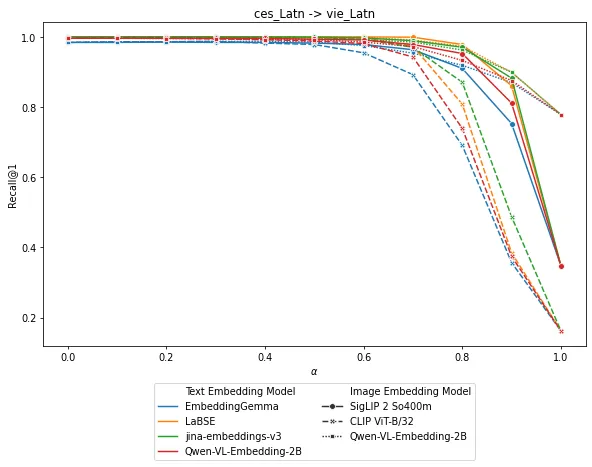 ces_Latn -> vie_Latn
Recall@1
1.0
0.8
0.6
0.4
0.2
0.0 0.2 0.4 0.6 0.8 1.0
α
Text Embedding Model
EmbeddingGemma
LaBSE
jina-embeddings-v3
Qwen-VL-Embedding-2B
Image Embedding Model
SigLIP 2 So400m
CLIP ViT-B/32
Qwen-VL-Embedding-2B